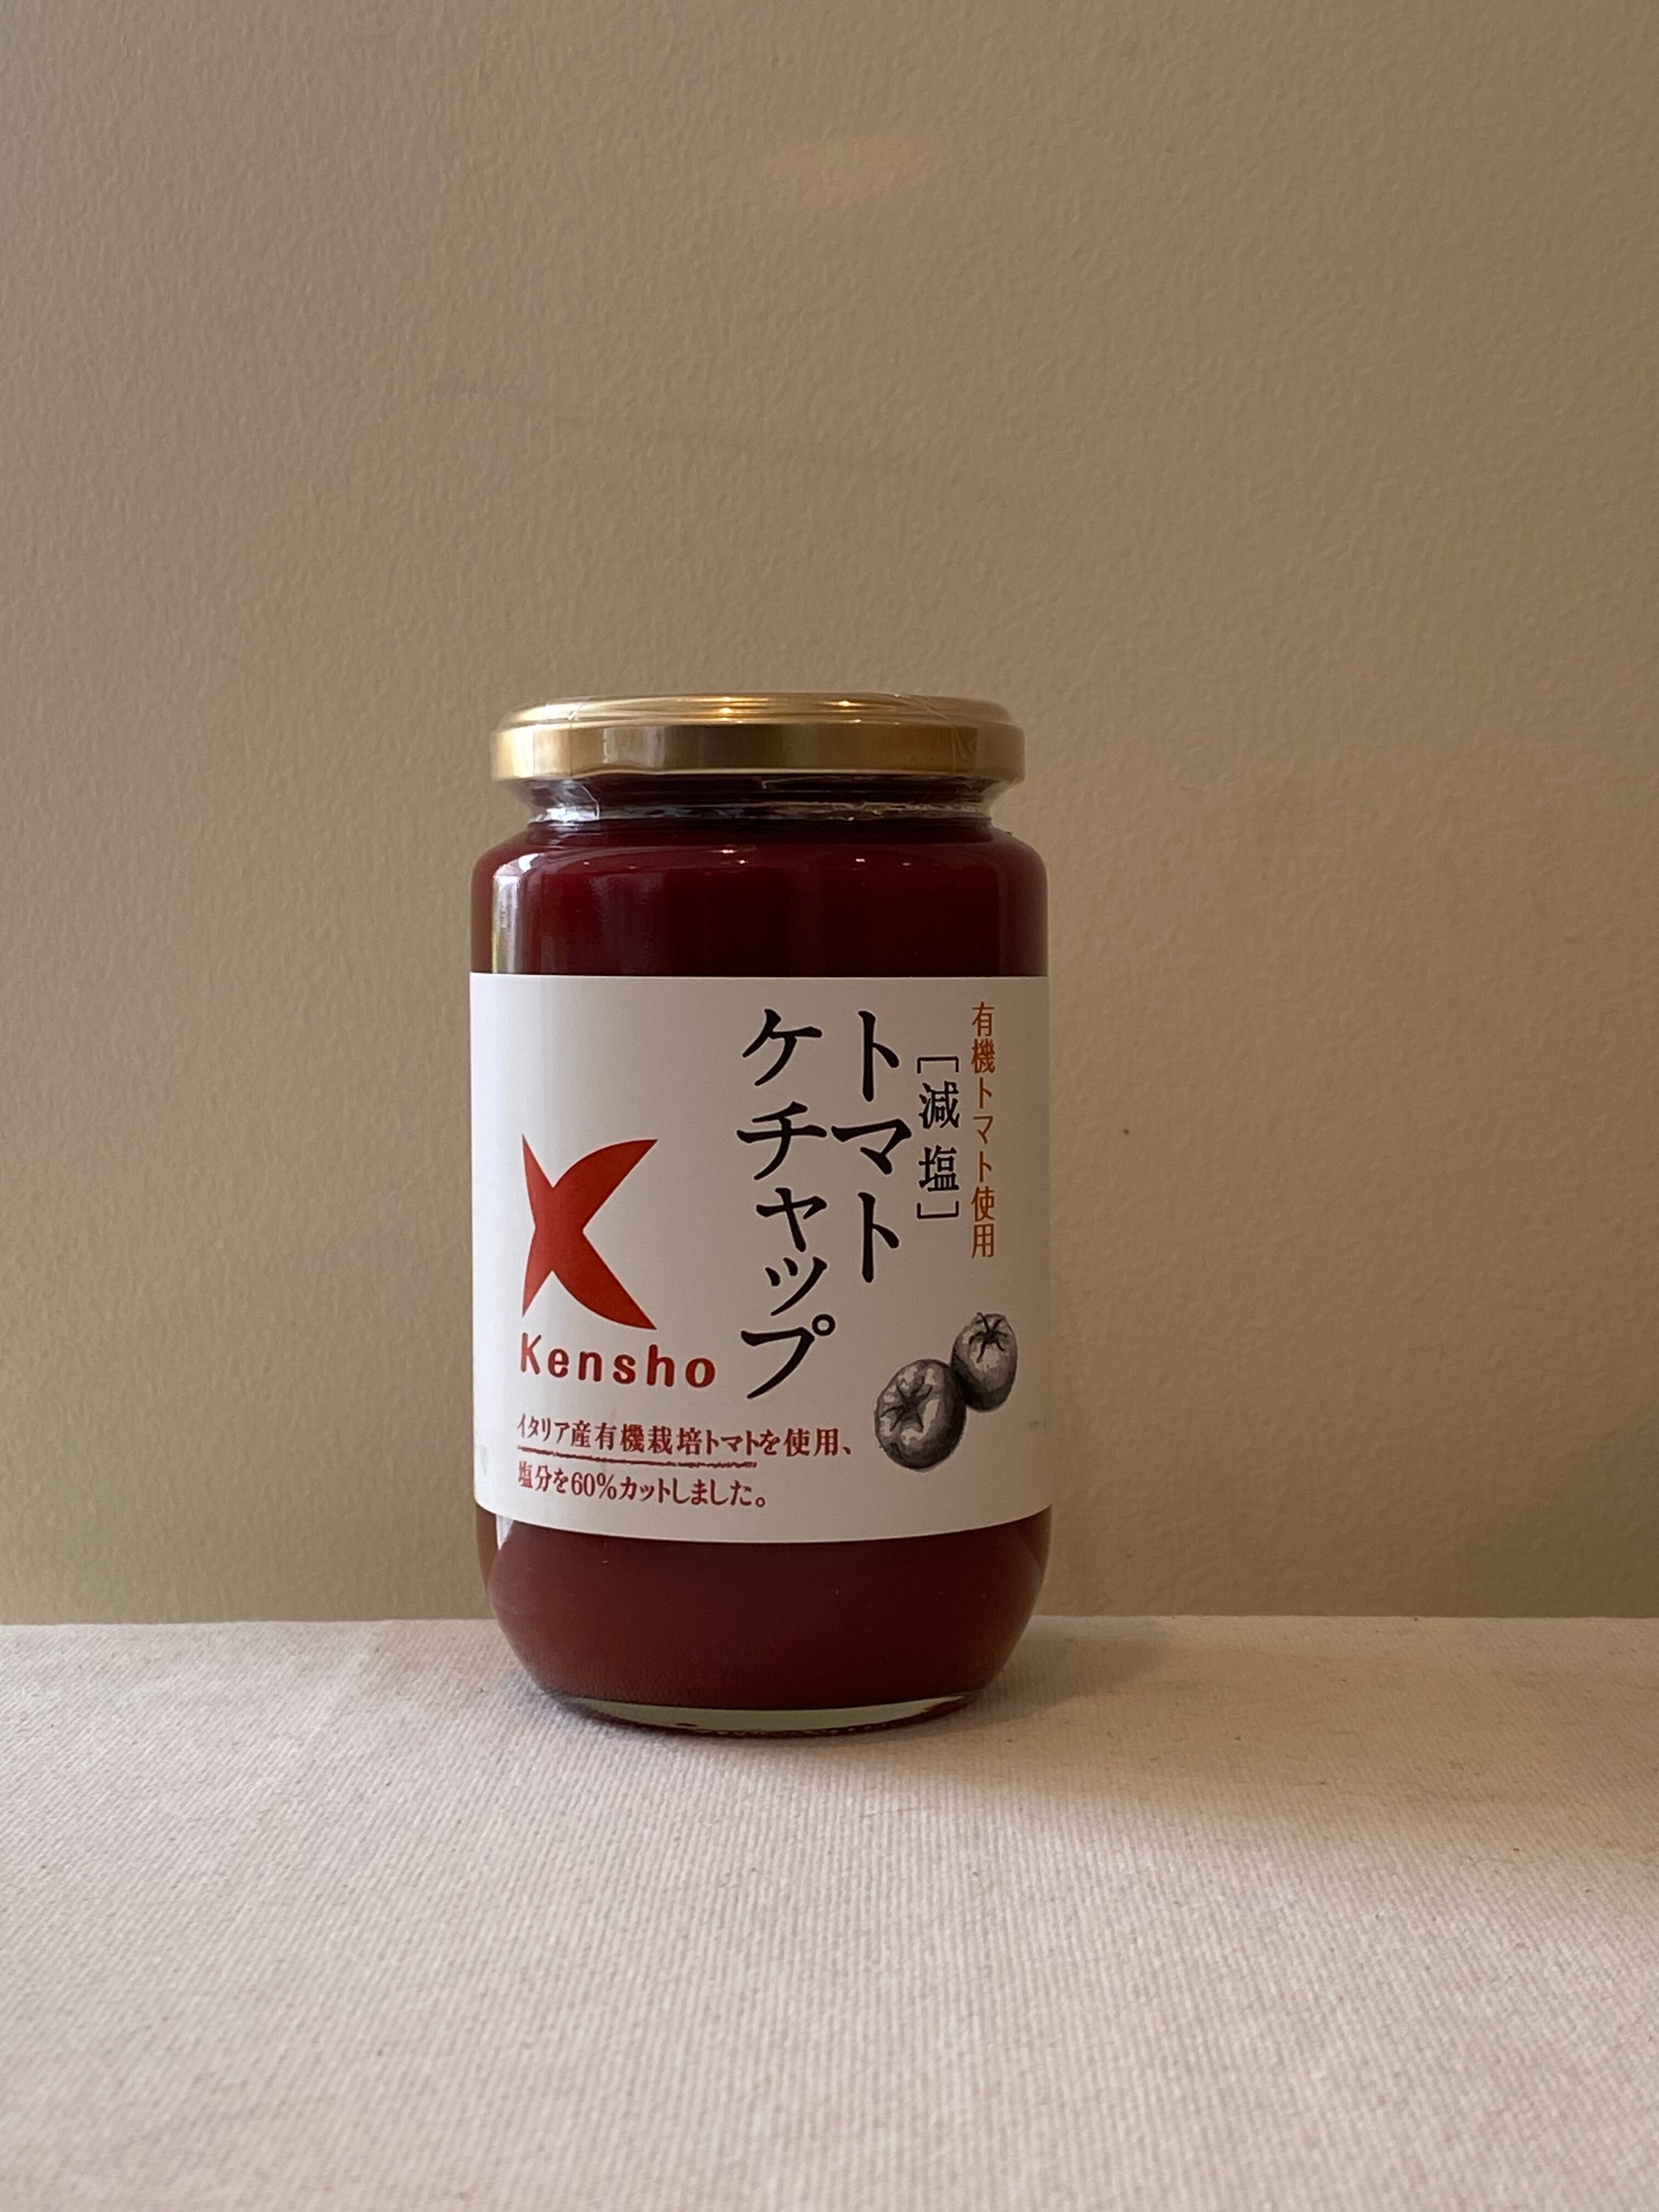 有機トマト使用
［減塩］
トマト
ケチャップ
Kensho
イタリア産有機栽培トマトを使用、
塩分を60%カットしました。